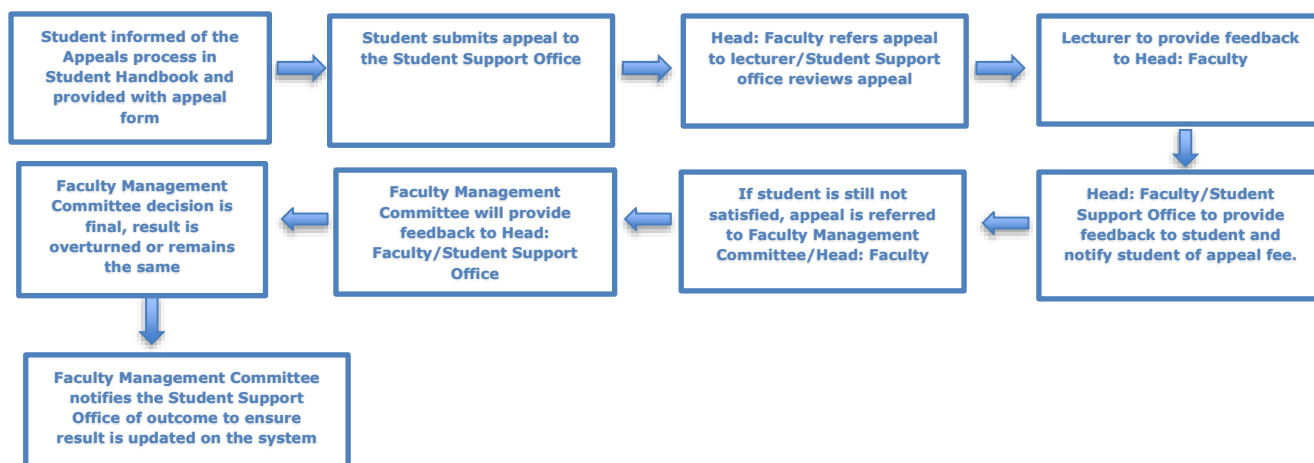 Student informed of the
Appeals process in
Student Handbook and
provided with appeal
form
Student submits appeal to
the Student Support Office
Head: Faculty refers appeal
to lecturer/Student Support
office reviews appeal
Lecturer to provide feedback
to Head: Faculty
Head: Faculty/Student
Support Office to provide
feedback to student and
notify student of appeal fee.
If student is still not
satisfied, appeal is referred
to Faculty Management
Committee/Head: Faculty
Faculty Management
Committee will provide
feedback to Head:
Faculty/Student Support
Office
Faculty Management
Committee decision is
final, result is
overturned or remains
the same
Faculty Management Committee
notifies the Student Support
Office of outcome to ensure
result is updated on the system